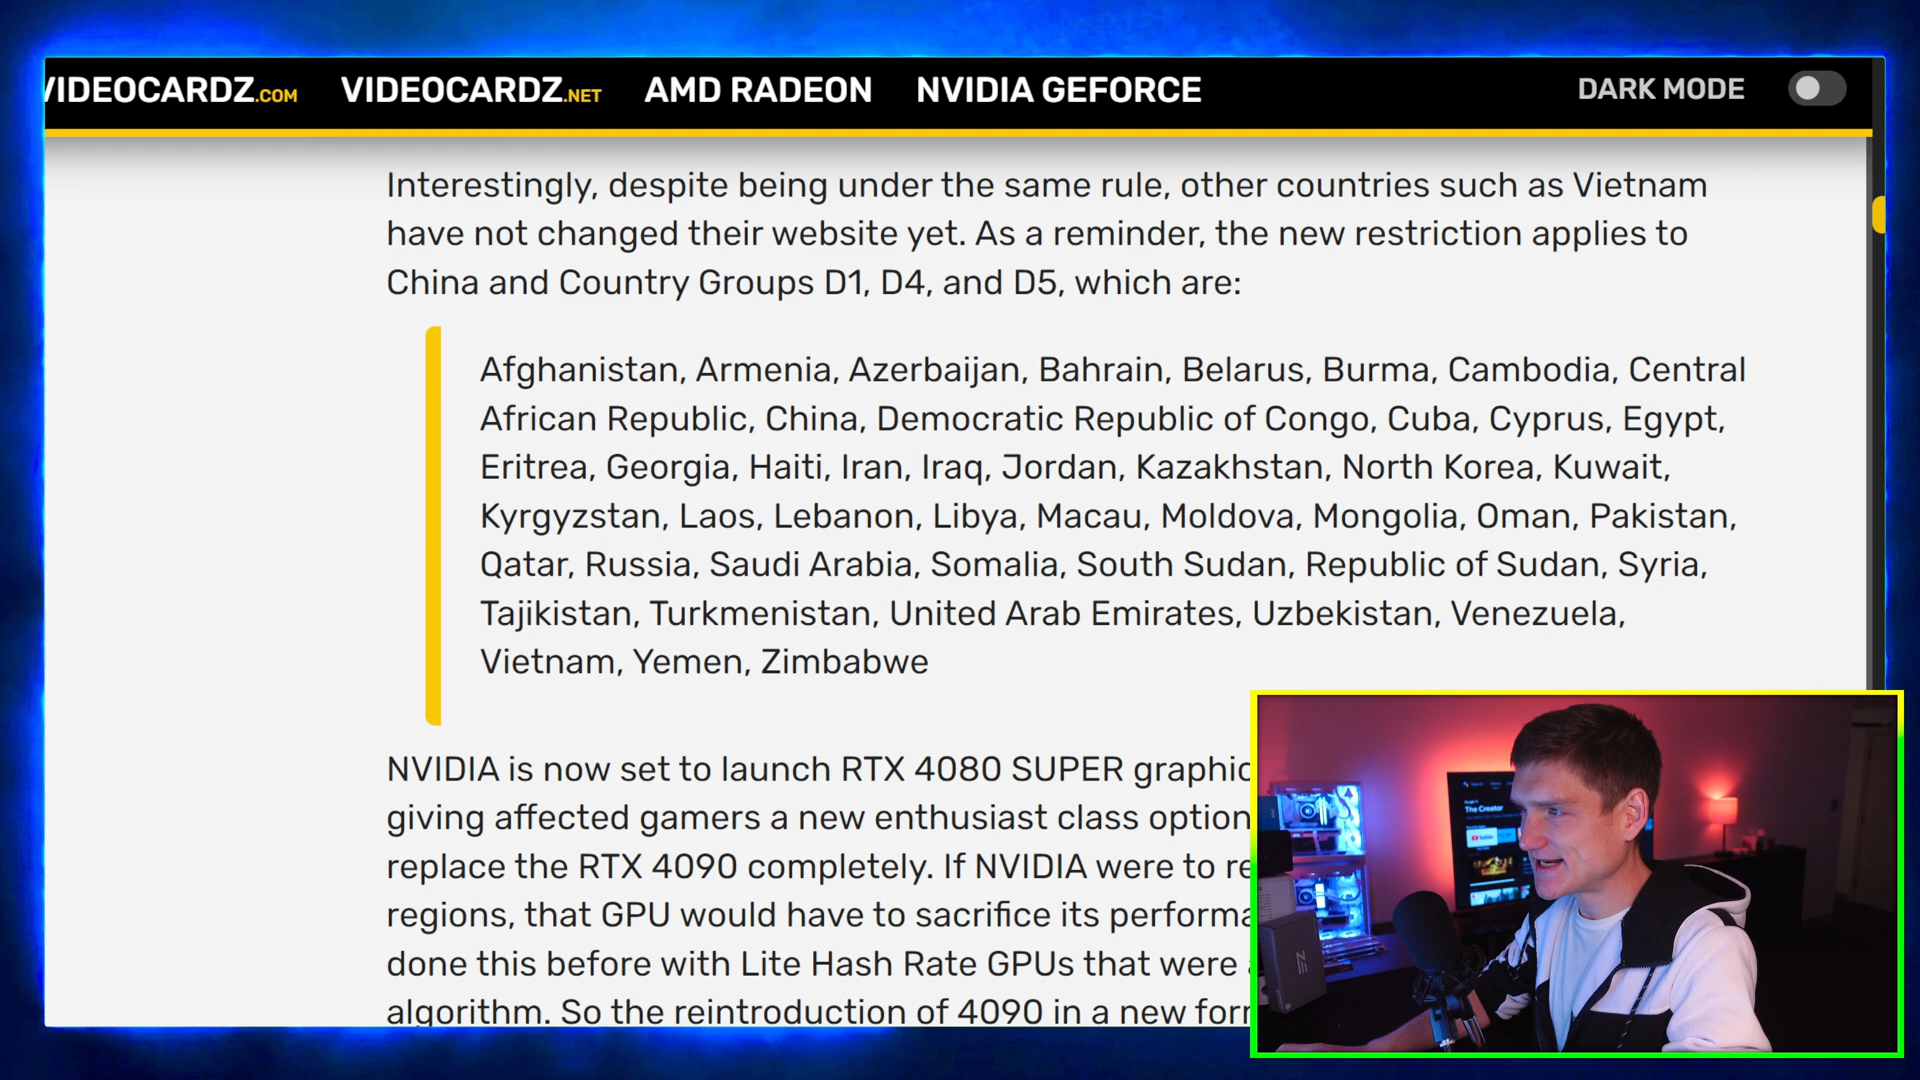 VIDEOCARDZ.COM VIDEOCARDZ.NET AMD RADEON NVIDIA GEFORCE DARK MODE
Interestingly, despite being under the same rule, other countries such as Vietnam
have not changed their website yet. As a reminder, the new restriction applies to
China and Country Groups D1, D4, and D5, which are:
Afghanistan, Armenia, Azerbaijan, Bahrain, Belarus, Burma, Cambodia, Central
African Republic, China, Democratic Republic of Congo, Cuba, Cyprus, Egypt,
Eritrea, Georgia, Haiti, Iran, Iraq, Jordan, Kazakhstan, North Korea, Kuwait,
Kyrgyzstan, Laos, Lebanon, Libya, Macau, Moldova, Mongolia, Oman, Pakistan,
Qatar, Russia, Saudi Arabia, Somalia, South Sudan, Republic of Sudan, Syria,
Tajikistan, Turkmenistan, United Arab Emirates, Uzbekistan, Venezuela,
Vietnam, Yemen, Zimbabwe
NVIDIA is now set to launch RTX 4080 SUPER graphic
giving affected gamers a new enthusiast class option
replace the RTX 4090 completely. If NVIDIA were to re
regions, that GPU would have to sacrifice its performa
done this before with Lite Hash Rate GPUs that were
algorithm. So the reintroduction of 4090 in a new for
The Creator